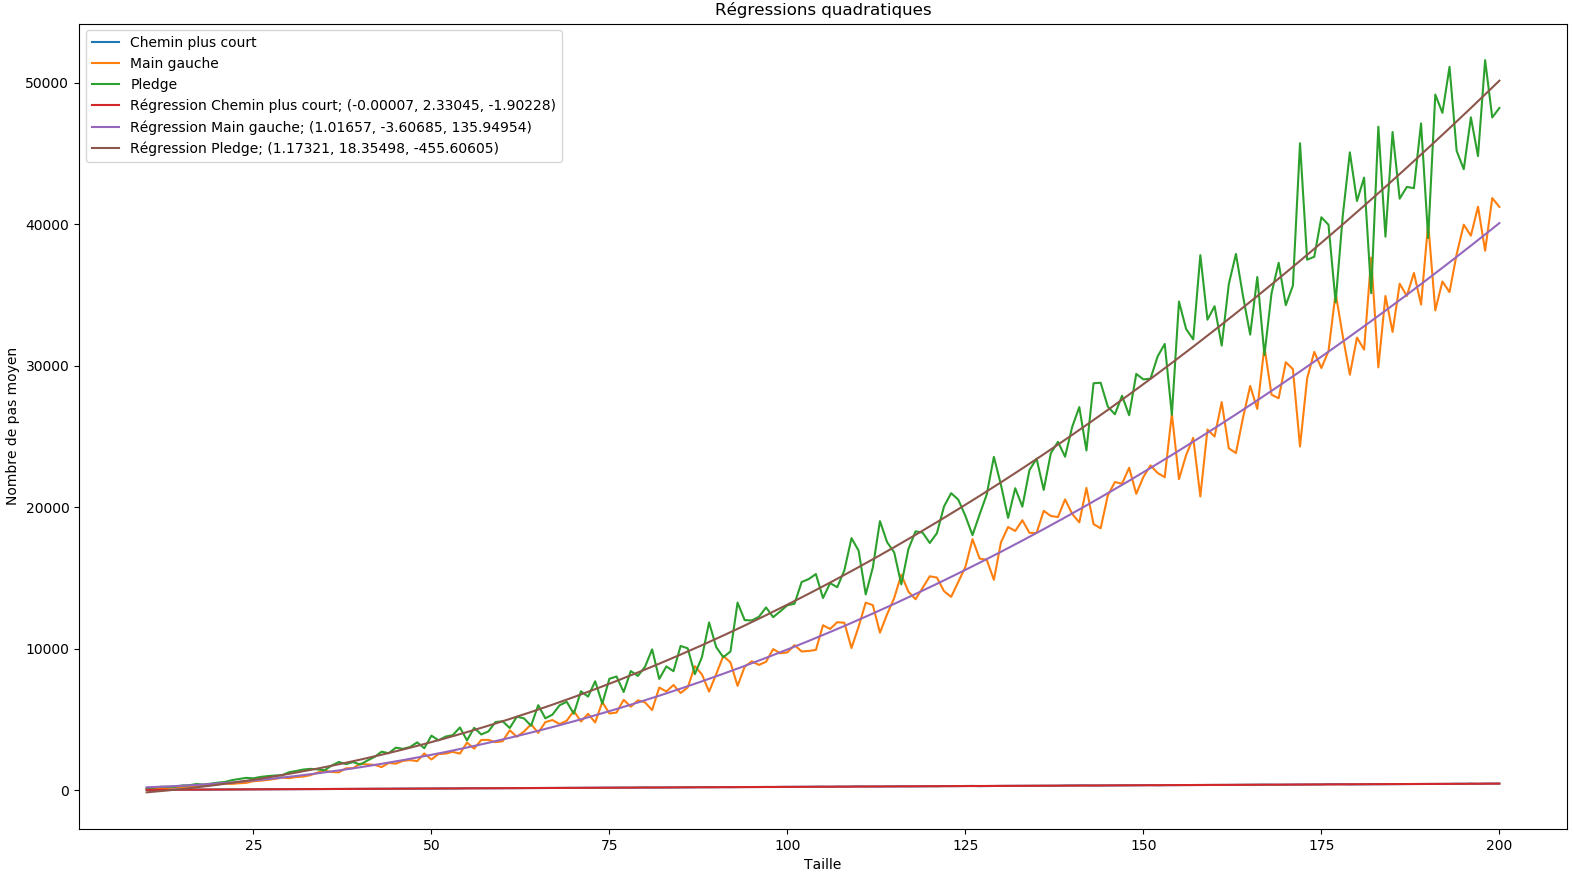 Régressions quadratiques
Chemin plus court
Main gauche
Pledge
Régression Chemin plus court; (-0.00007, 2.33045, -1.90228)
Régression Main gauche; (1.01657, -3.60685, 135.94954)
Régression Pledge; (1.17321, 18.35498, -455.60605)
Nombre de pas moyen
50000
40000
30000
20000
10000
0
25 50 75 100 125 150 175 200
Taille